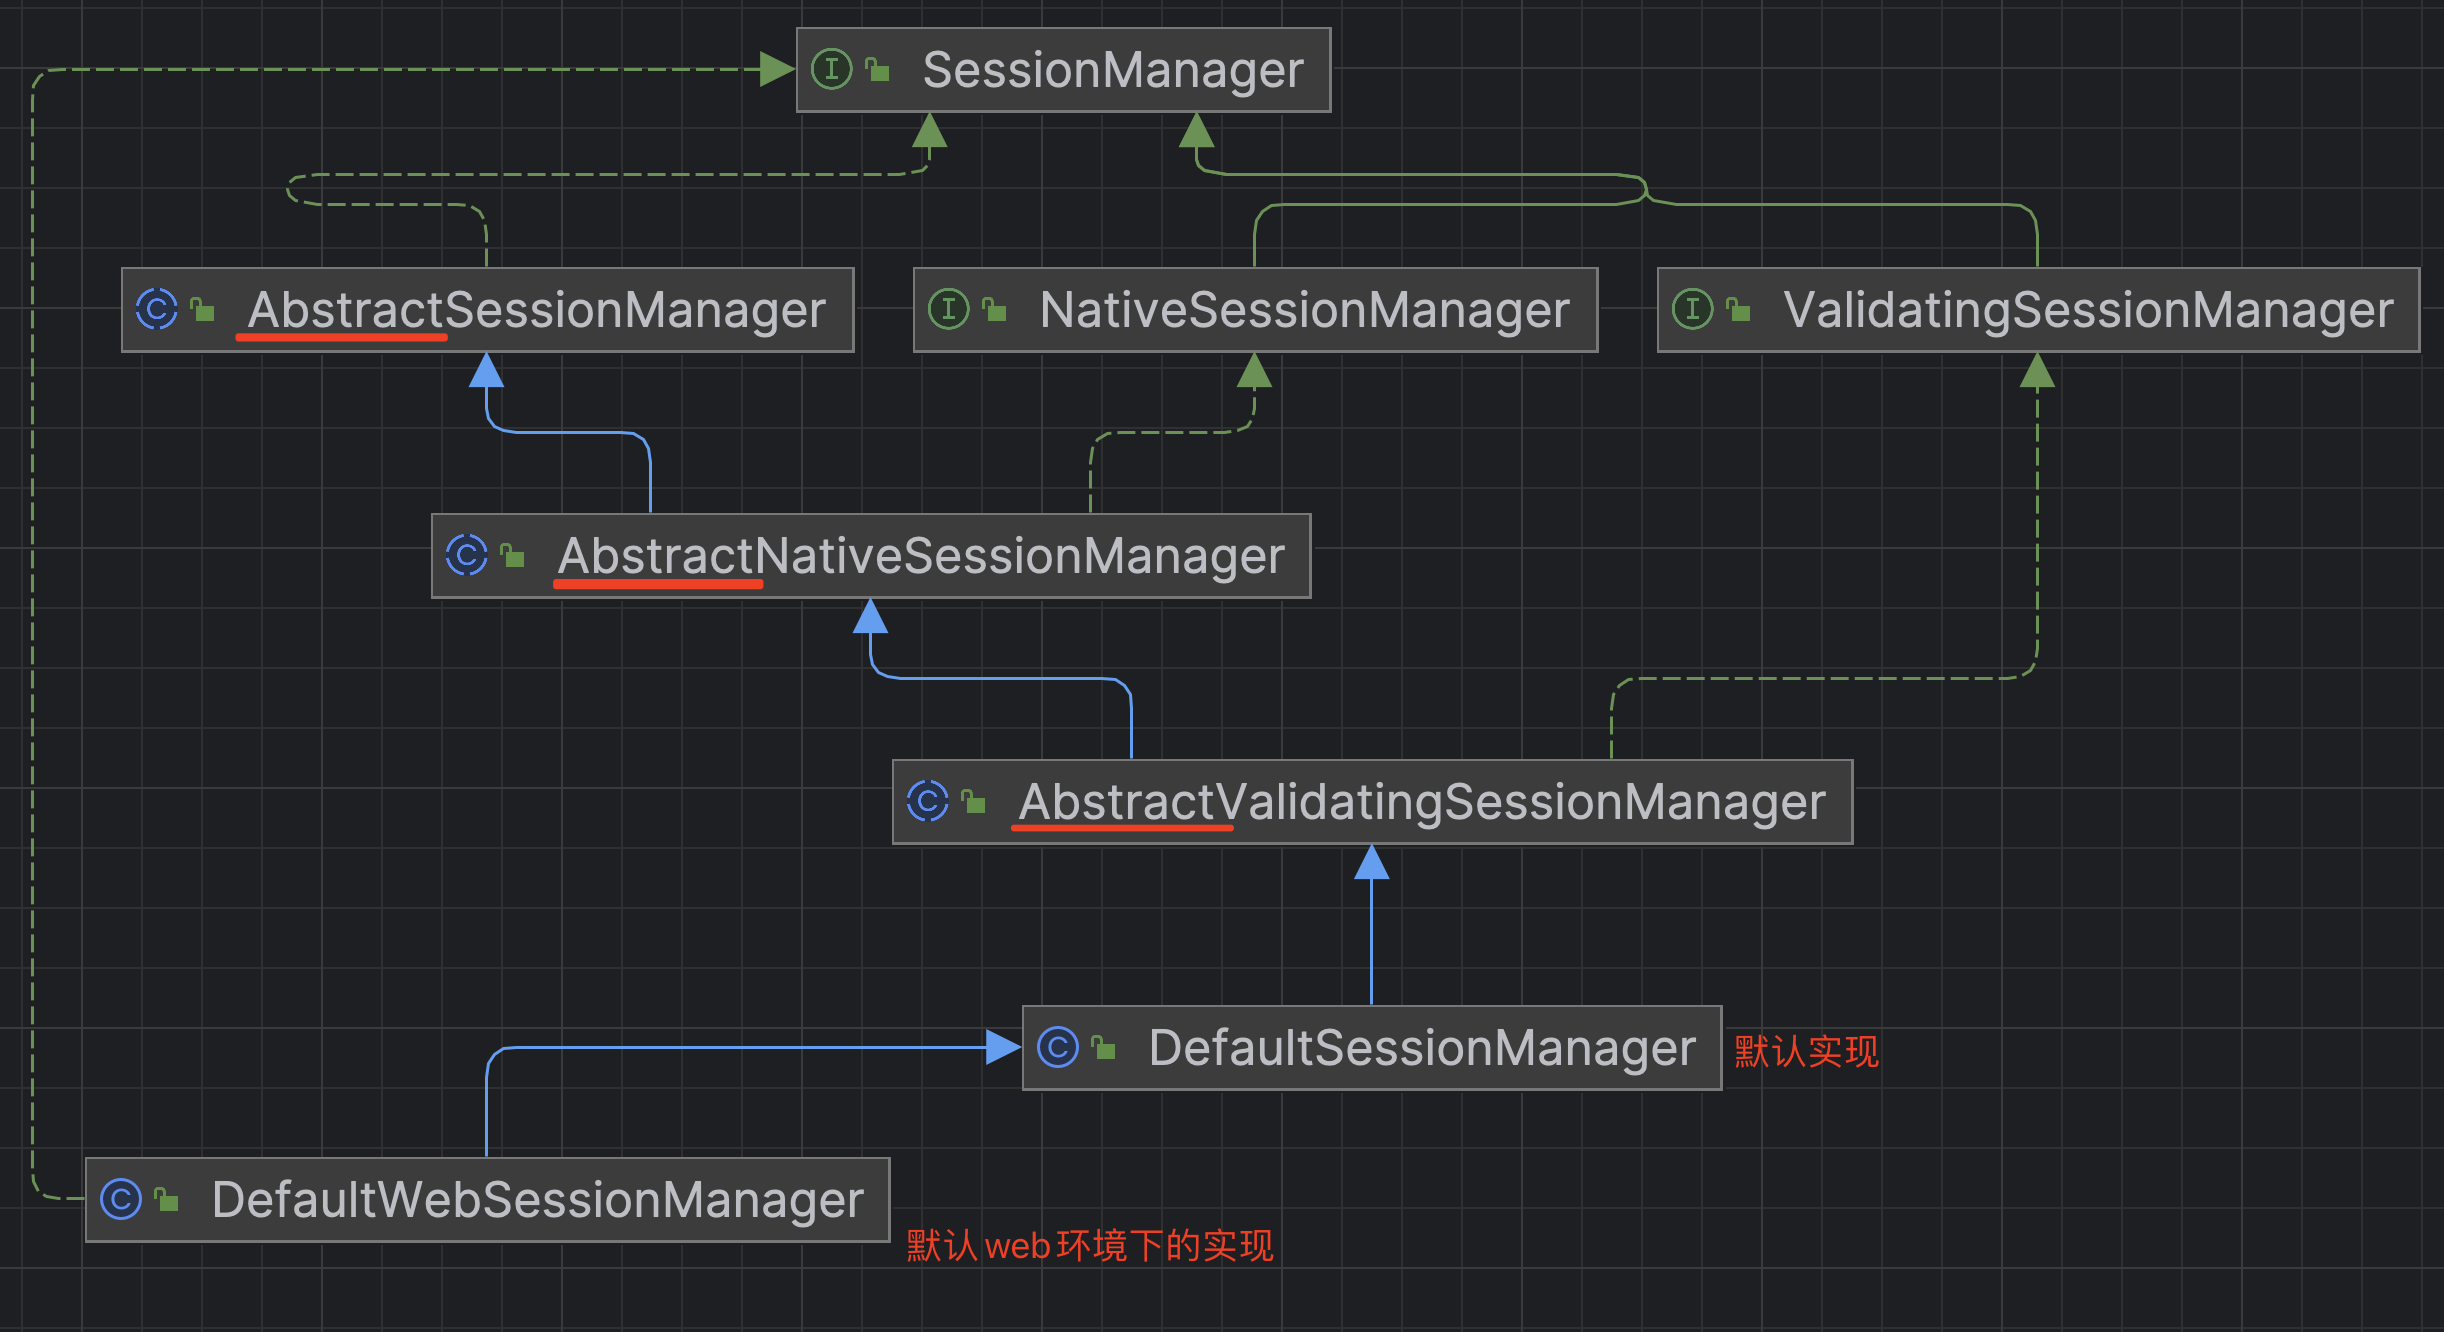 SessionManager
AbstractSessionManager
NativeSessionManager
ValidatingSessionManager
AbstractNativeSessionManager
AbstractValidatingSessionManager
DefaultSessionManager
默认实现
DefaultWebSessionManager
默认web环境下的实现